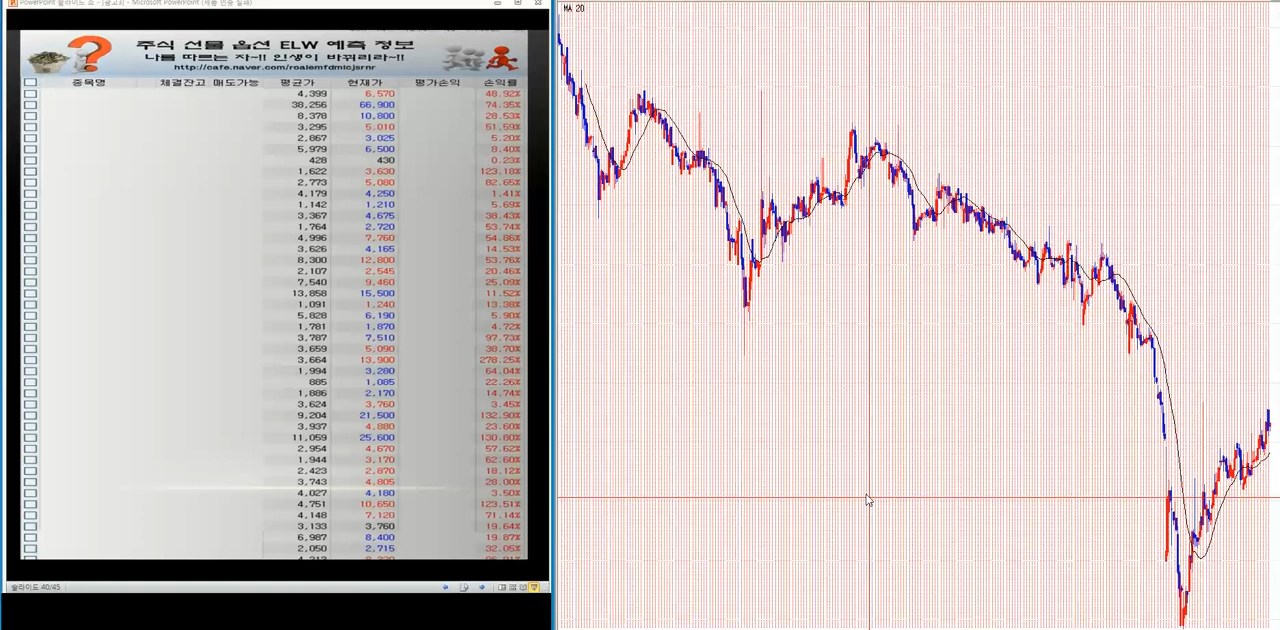 PowerPoint 슬라이드 쇼 - [광고3] - Microsoft PowerPoint (제품 인증 실패)
주식 선물 옵션 ELW 예측 정보
나를 따르는 자~!! 인생이 바뀌리라~!!
http://cafe.naver.com/roalemfdmlcjsrnr
종목명 체결잔고 매도가능 평균가 현재가 평가손익 손익률
4,399 6,570 48.92%
38,256 66,900 74.35%
8,378 10,800 28.53%
3,295 5,010 51.59%
2,867 3,025 5.20%
5,979 6,500 8.40%
428 430 0.23%
1,622 3,630 123.18%
2,773 5,080 82.65%
4,179 4,250 1.41%
1,142 1,210 5.69%
3,367 4,675 38.43%
1,764 2,720 53.74%
4,996 7,760 54.86%
3,626 4,165 14.53%
8,300 12,800 53.76%
2,107 2,545 20.46%
7,540 9,460 25.09%
13,858 15,500 11.52%
1,091 1,240 13.38%
5,828 6,190 5.90%
1,781 1,870 4.72%
3,787 7,510 97.73%
3,659 5,090 38.70%
3,664 13,900 278.25%
1,994 3,280 64.04%
885 1,085 22.26%
1,886 2,170 14.74%
3,624 3,760 3.45%
9,204 21,500 132.90%
3,937 4,880 23.60%
11,059 25,600 130.80%
2,954 4,670 57.62%
1,944 3,170 62.60%
2,423 2,870 18.12%
3,743 4,805 28.00%
4,027 4,180 3.50%
4,751 10,650 123.51%
4,148 7,120 71.14%
3,133 3,760 19.64%
6,987 8,400 19.87%
2,050 2,715 32.05%
슬라이드 40/45
MA 20